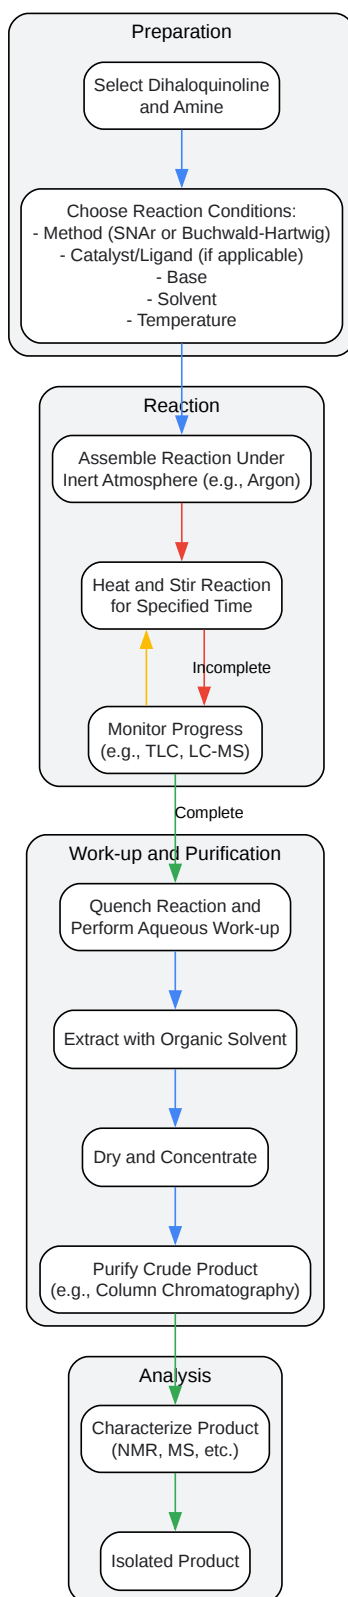 Preparation
Select Dihaloquinoline
and Amine
Choose Reaction Conditions:
- Method (SNAr or Buchwald-Hartwig)
- Catalyst/Ligand (if applicable)
- Base
- Solvent
- Temperature
Reaction
Assemble Reaction Under
Inert Atmosphere (e.g., Argon)
Heat and Stir Reaction
for Specified Time
Incomplete
Monitor Progress
(e.g., TLC, LC-MS)
Complete
Work-up and Purification
Quench Reaction and
Perform Aqueous Work-up
Extract with Organic Solvent
Dry and Concentrate
Purify Crude Product
(e.g., Column Chromatography)
Analysis
Characterize Product
(NMR, MS, etc.)
Isolated Product